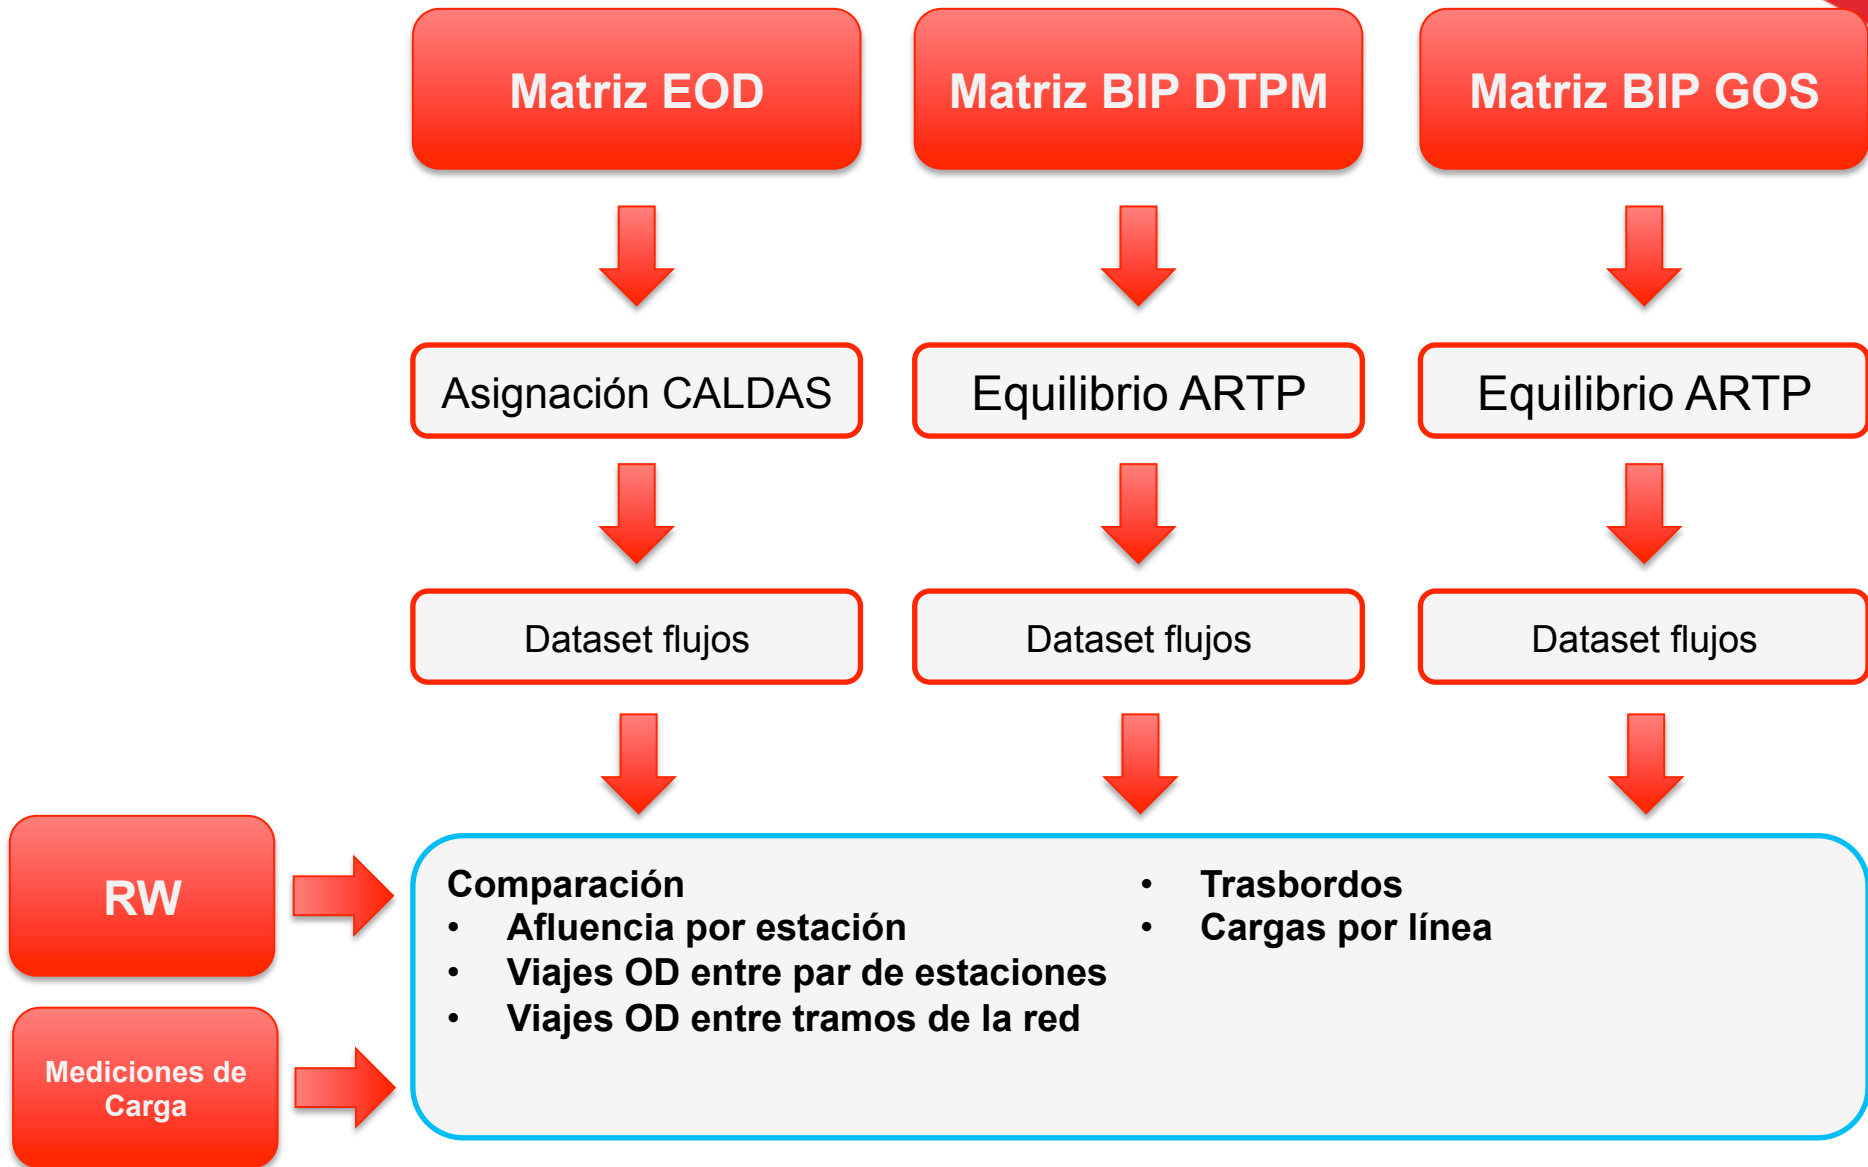 Matriz EOD
Matriz BIP DTPM
Matriz BIP GOS
Asignación CALDAS
Equilibrio ARTP
Equilibrio ARTP
Dataset flujos
Dataset flujos
Dataset flujos
RW
Mediciones de
Carga
Comparación
• Afluencia por estación
• Viajes OD entre par de estaciones
• Viajes OD entre tramos de la red
• Trasbordos
• Cargas por línea